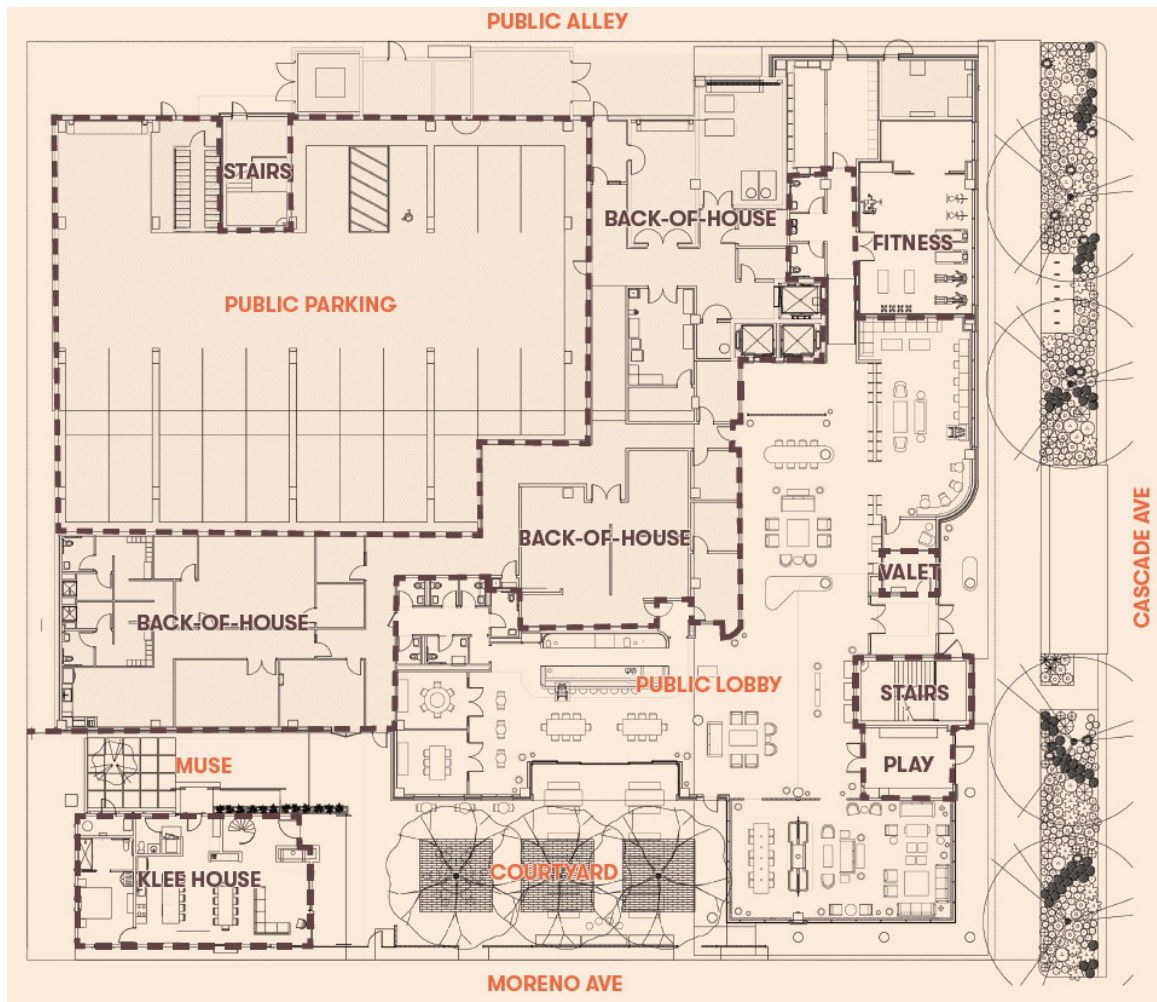 PUBLIC ALLEY
STAIRS
BACK-OF-HOUSE
FITNESS
PUBLIC PARKING
BACK-OF-HOUSE
VALET
CASCADE AVE
BACK-OF-HOUSE
PUBLIC LOBBY
STAIRS
MUSE
PLAY
COURTYARD
KLEE HOUSE
MORENO AVE